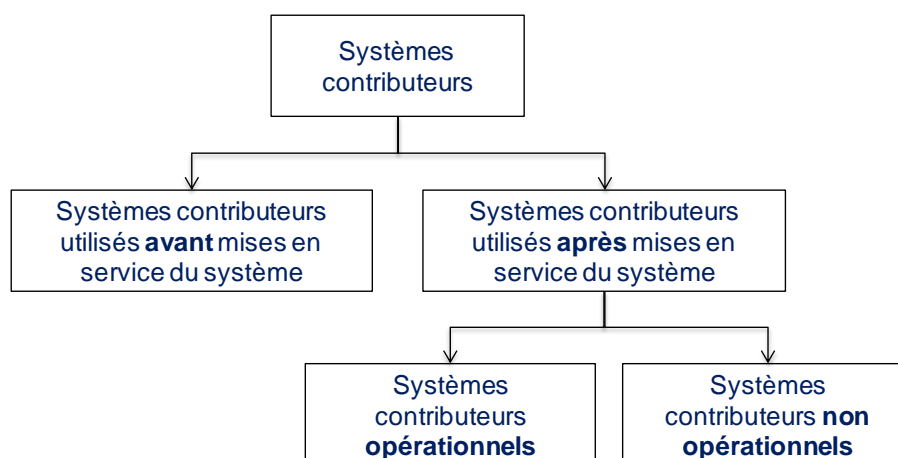 Systèmes
contributeurs
Systèmes contributeurs
utilisés avant mises en
service du système
Systèmes contributeurs
utilisés après mises en
service du système
Systèmes
contributeurs
opérationnels
Systèmes
contributeurs non
opérationnels